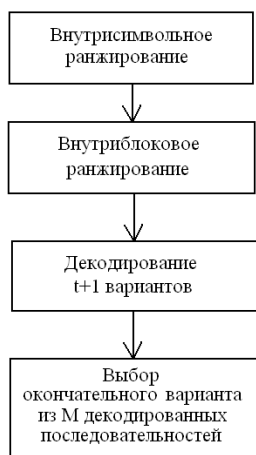 Внутрисимвольное
ранжирование
Внутриблоковое
ранжирование
Декодирование
t+1 вариантов
Выбор
окончательного варианта
из M декодированных
последовательностей